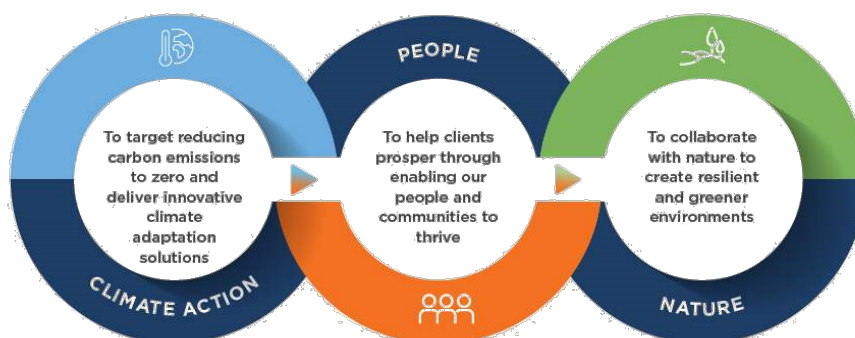 PEOPLE
To target reducing
carbon emissions
to zero and
deliver innovative
climate
adaptation
solutions
To help clients
prosper through
enabling our
people and
communities to
thrive
To collaborate
with nature to
create resilient
and greener
environments
CLIMATE ACTION
NATURE